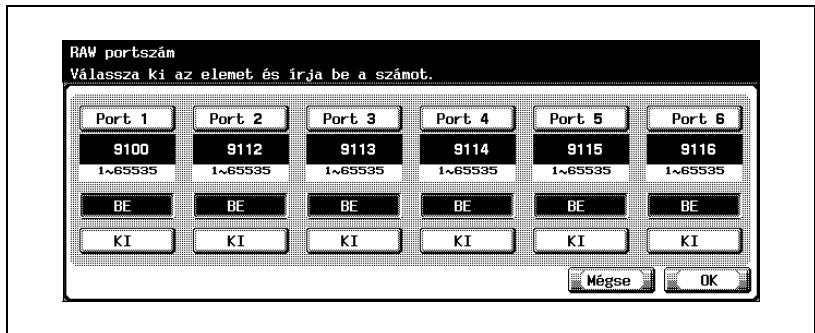 RAW portszám
Válassza ki az elemet és írja be a számot.
Port 1 Port 2 Port 3 Port 4 Port 5 Port 6
9100 9112 9113 9114 9115 9116
1~65535 1~65535 1~65535 1~65535 1~65535 1~65535
BE BE BE BE BE BE
KI KI KI KI KI KI
Mégse OK